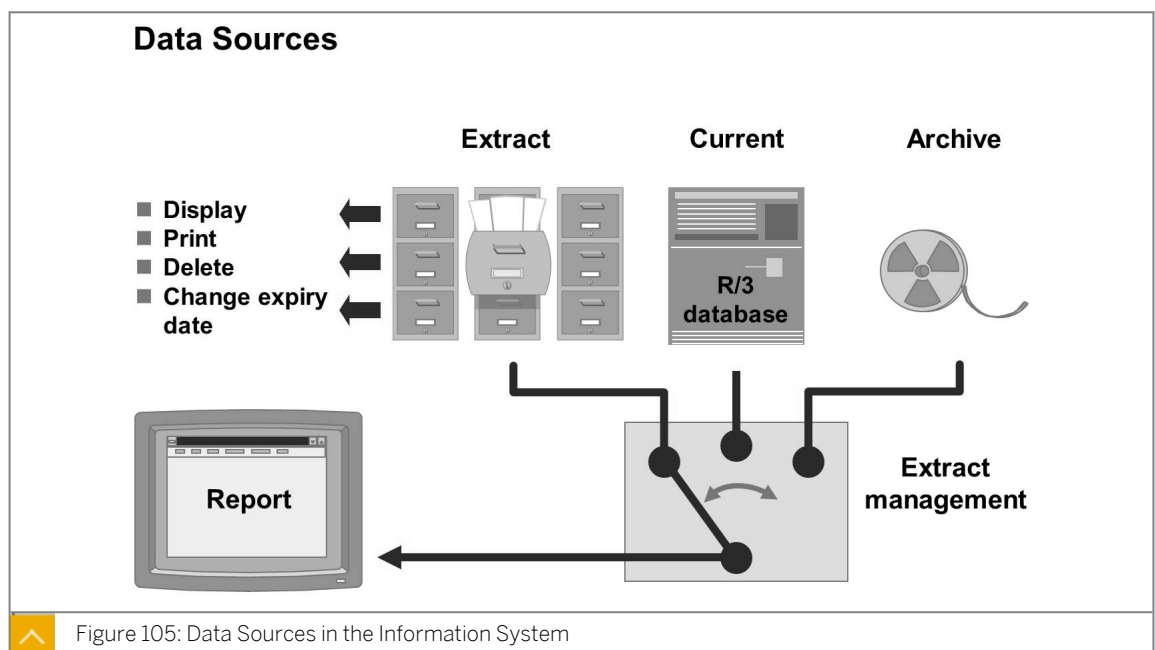 Data Sources
Extract
Current
Archive
Display
Print
Delete
Change expiry
date
R/3
database
Report
Extract
management
Figure 105: Data Sources in the Information System